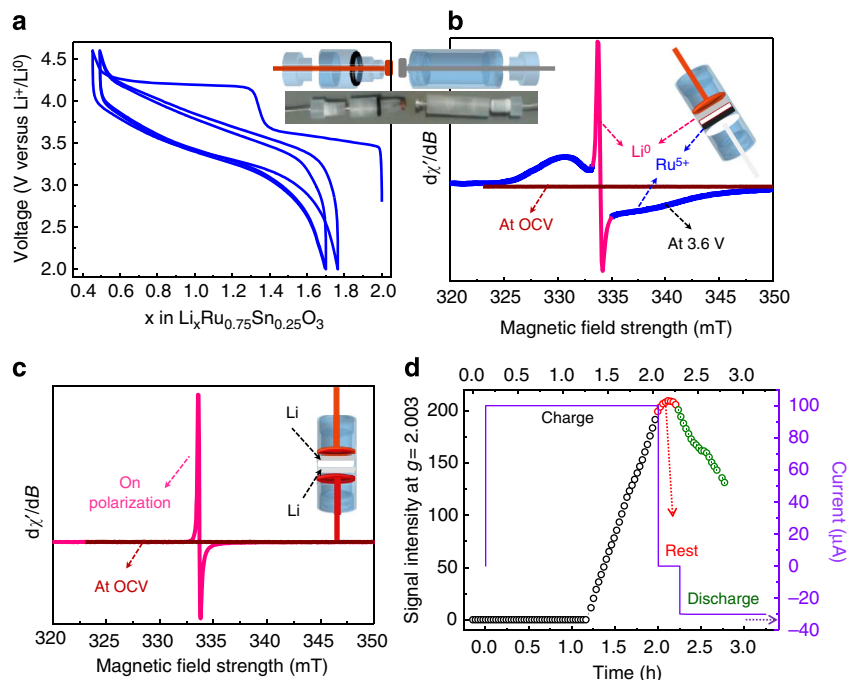 a
4.5
4.0
3.5
3.0
2.5
2.0
Voltage (V versus Li⁺/Li⁰)
0.4 0.6 0.8 1.0 1.2 1.4 1.6 1.8 2.0
x in LiₓRu₀.₇₅Sn₀.₂₅O₃
b
dχ′/dB
Li⁰
Ru⁵⁺
At OCV
At 3.6 V
320 325 330 335 340 345 350
Magnetic field strength (mT)
c
dχ′/dB
Li
On
polarization
Li
At OCV
320 325 330 335 340 345 350
Magnetic field strength (mT)
d
0.0 0.5 1.0 1.5 2.0 2.5 3.0
Signal intensity at g = 2.003
200
150
100
50
0
Charge
Rest
Discharge
100
80
60
40
20
0
−20
−40
Current (μA)
0.0 0.5 1.0 1.5 2.0 2.5 3.0
Time (h)